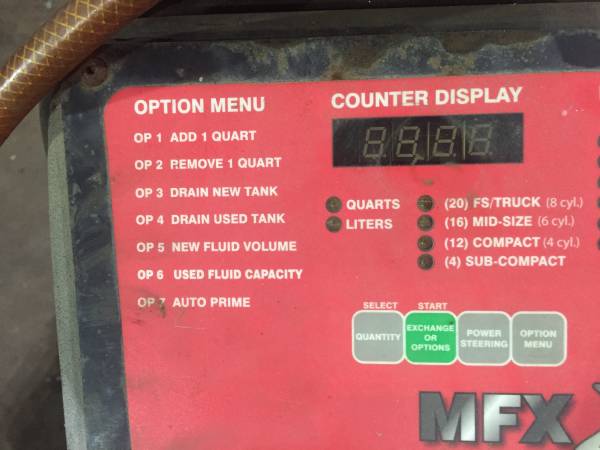 OPTION MENU
OP 1 ADD 1 QUART
OP 2 REMOVE 1 QUART
OP 3 DRAIN NEW TANK
OP 4 DRAIN USED TANK
OP 5 NEW FLUID VOLUME
OP 6 USED FLUID CAPACITY
OP 7 AUTO PRIME
COUNTER DISPLAY
QUARTS
LITERS
(20) FS/TRUCK (8 cyl.)
(16) MID-SIZE (6 cyl.)
(12) COMPACT (4 cyl.)
(4) SUB-COMPACT
SELECT START
QUANTITY
EXCHANGE
OR
OPTIONS
POWER
STEERING
OPTION
MENU
MFX